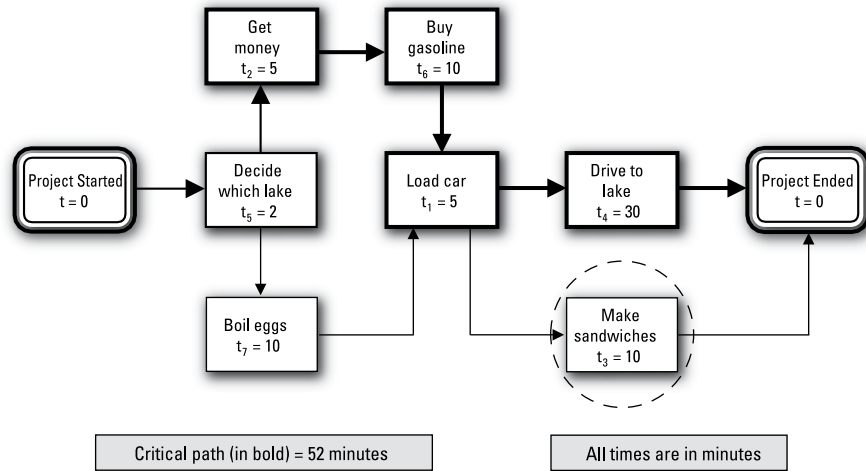 Get
money
t₂ = 5
Buy
gasoline
t₆ = 10
Project Started
t = 0
Decide
which lake
t₅ = 2
Load car
t₁ = 5
Drive to
lake
t₄ = 30
Project Ended
t = 0
Boil eggs
t₇ = 10
Make
sandwiches
t₃ = 10
Critical path (in bold) = 52 minutes
All times are in minutes